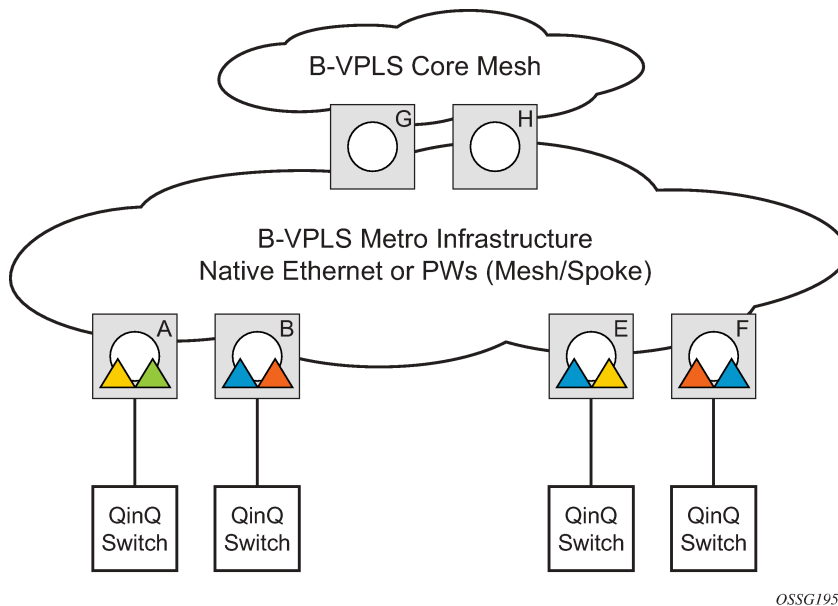 B-VPLS Core Mesh
G
H
B-VPLS Metro Infrastructure
Native Ethernet or PWs (Mesh/Spoke)
A
B
E
F
QinQ
Switch
QinQ
Switch
QinQ
Switch
QinQ
Switch
OSSG195